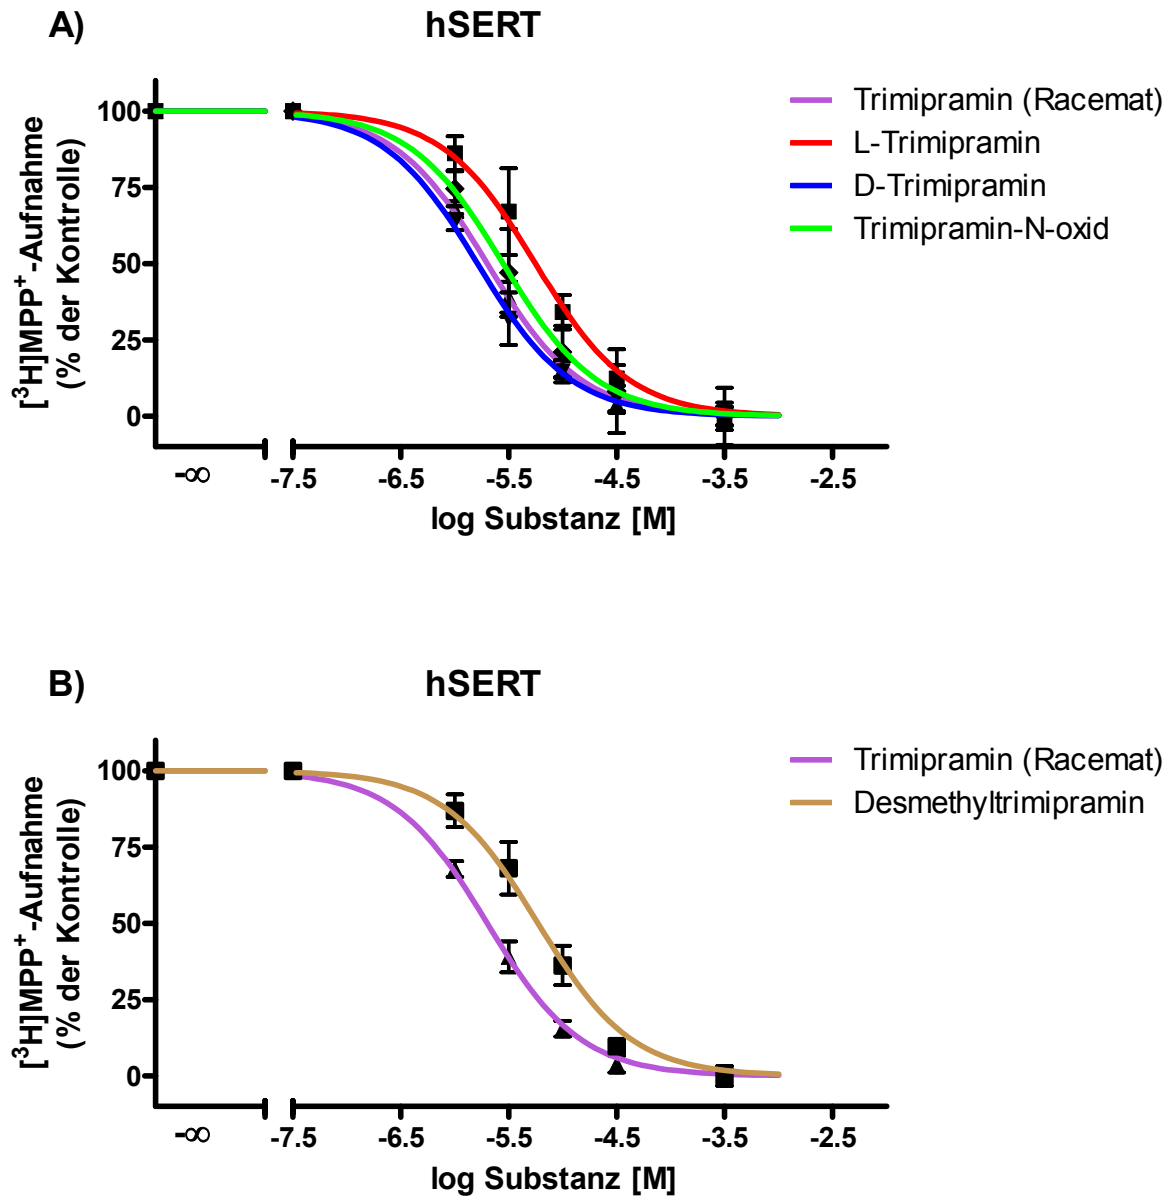 A)
hSERT
[³H]MPP⁺-Aufnahme
(% der Kontrolle)
100
75
50
25
0
-∞
-7.5
-6.5
-5.5
-4.5
-3.5
-2.5
log Substanz [M]
Trimipramin (Racemat)
L-Trimipramin
D-Trimipramin
Trimipramin-N-oxid
B)
hSERT
[³H]MPP⁺-Aufnahme
(% der Kontrolle)
100
75
50
25
0
-∞
-7.5
-6.5
-5.5
-4.5
-3.5
-2.5
log Substanz [M]
Trimipramin (Racemat)
Desmethyltrimipramin